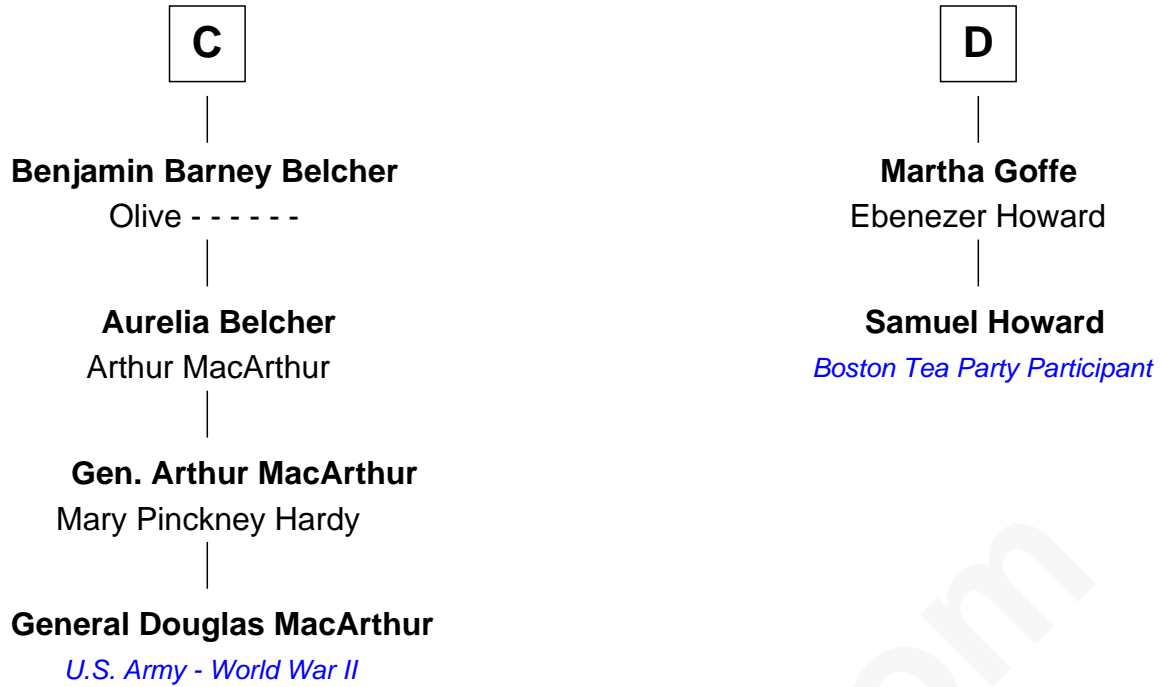 C
Benjamin Barney Belcher
Olive - - - - - -
Aurelia Belcher
Arthur MacArthur
Gen. Arthur MacArthur
Mary Pinckney Hardy
General Douglas MacArthur
U.S. Army - World War II
D
Martha Goffe
Ebenezer Howard
Samuel Howard
Boston Tea Party Participant
om